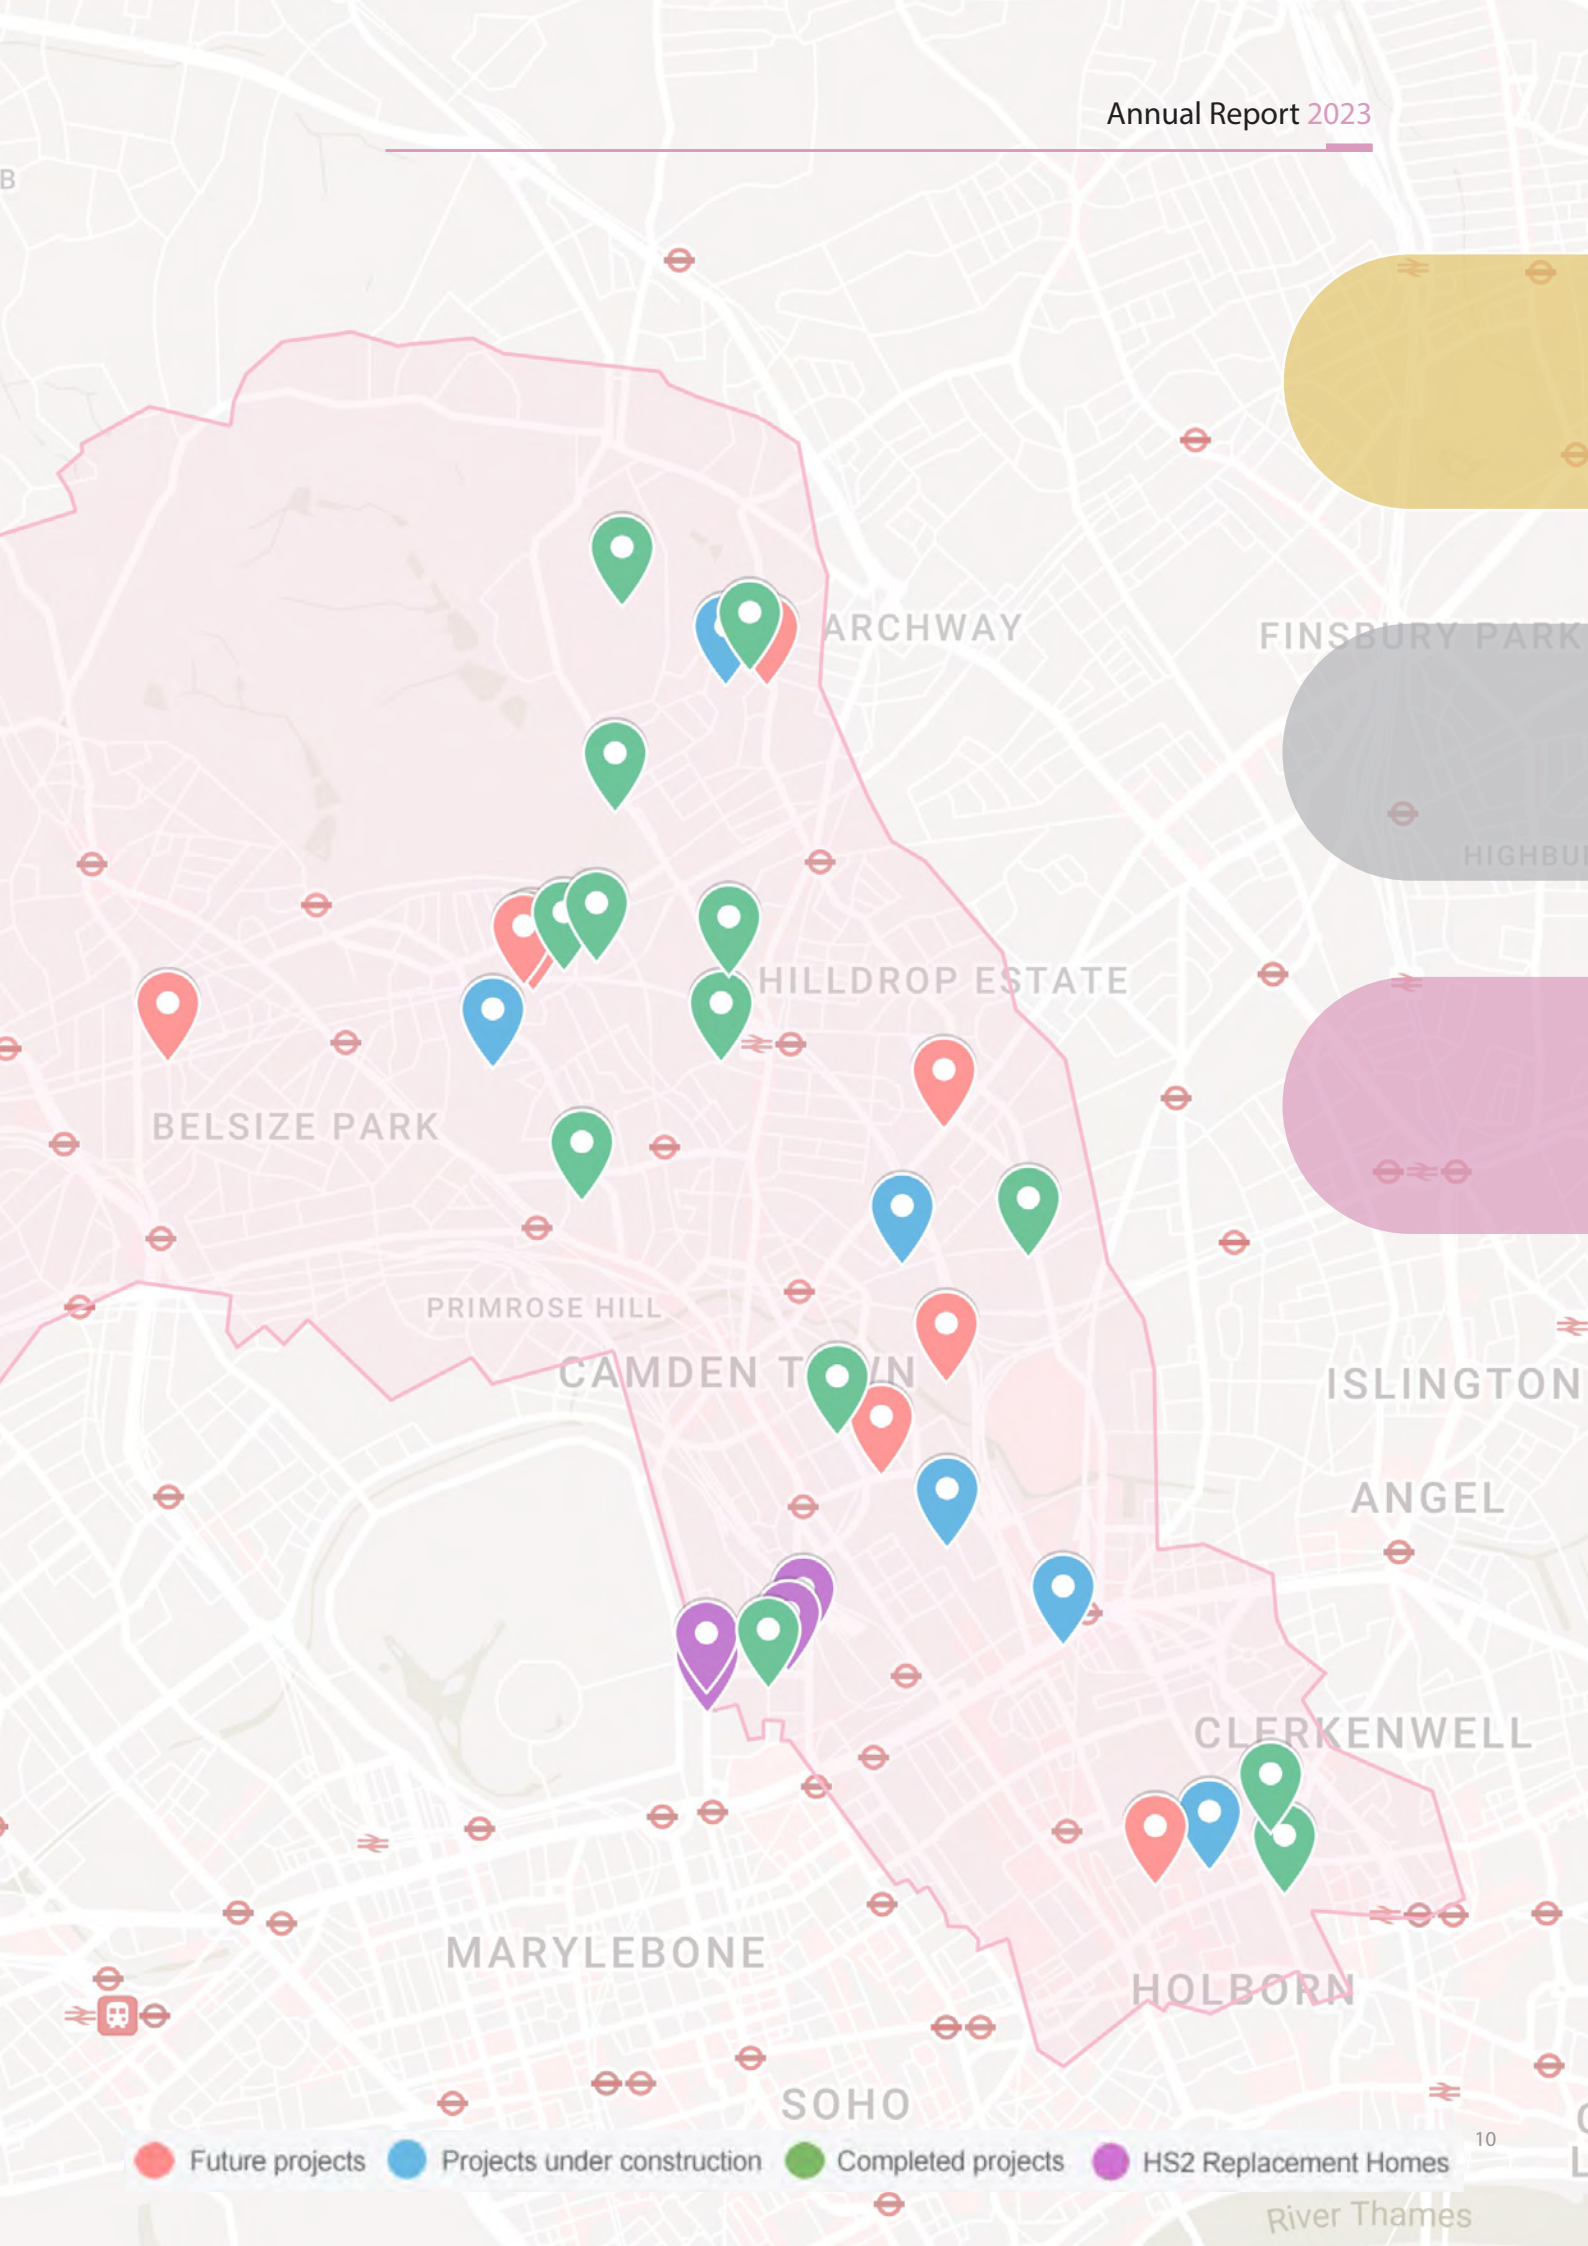 Annual Report 2023
B
ARCHWAY
FINSBURY PARK
HILLDROP ESTATE
BELSIZE PARK
PRIMROSE HILL
CAMDEN
ISLINGTON
ANGEL
CLERKENWELL
MARYLEBONE
HOLBORN
SOHO
10
Future projects
Projects under construction
Completed projects
HS2 Replacement Homes
River Thames